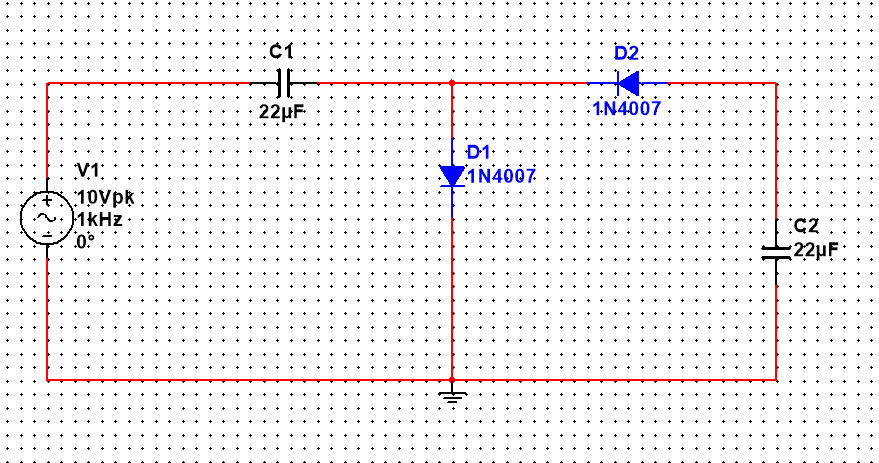 C1
22µF
D2
1N4007
D1
1N4007
V1
10Vpk
1kHz
0°
C2
22µF